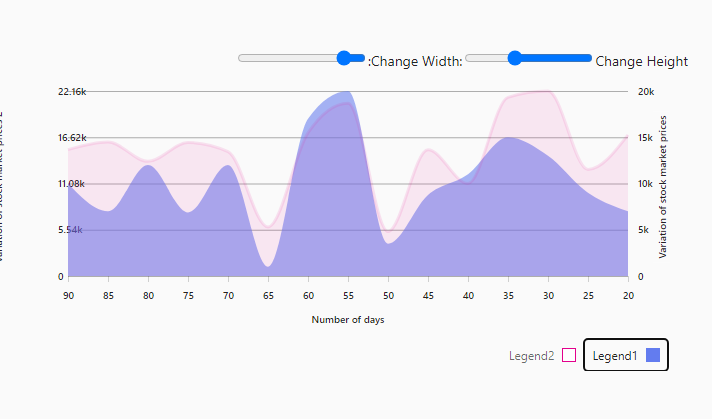 :Change Width: Change Height
22.16k 20k
16.62k 15k
11.08k 10k
5.54k 5k
0 0
stock market prices 2
Variation of stock market prices
90 85 80 75 70 65 60 55 50 45 40 35 30 25 20
Number of days
Legend2 Legend1